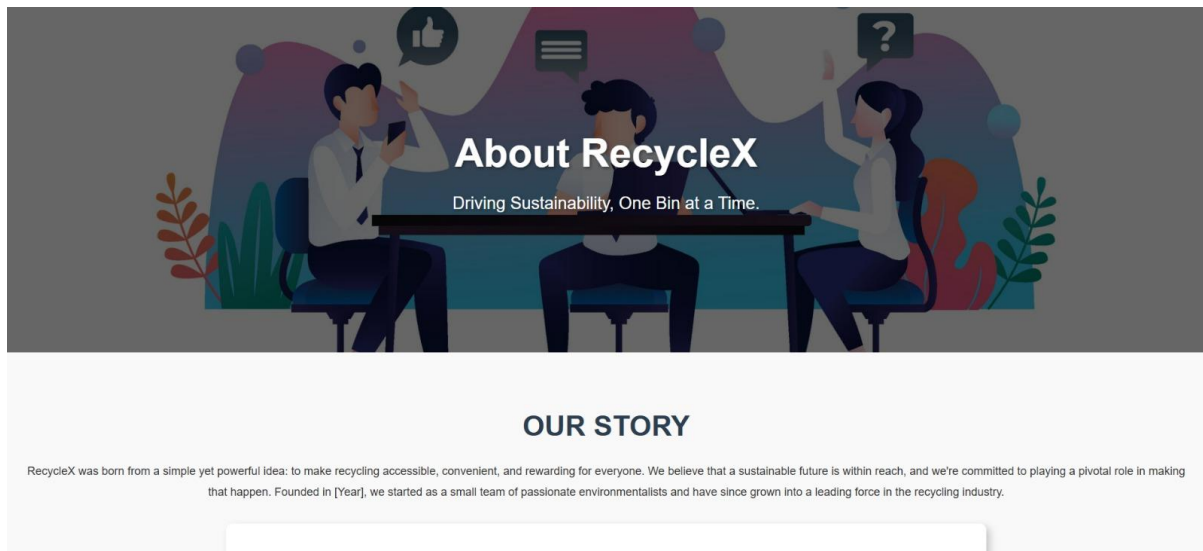 About RecycleX
Driving Sustainability, One Bin at a Time.
?
OUR STORY
RecycleX was born from a simple yet powerful idea: to make recycling accessible, convenient, and rewarding for everyone. We believe that a sustainable future is within reach, and we're committed to playing a pivotal role in making
that happen. Founded in [Year], we started as a small team of passionate environmentalists and have since grown into a leading force in the recycling industry.